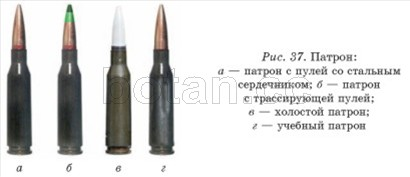 Рис. 37. Патрон:
а — патрон с пулей со стальным
сердечником; б — патрон
с трассирующей пулей;
в — холостой патрон;
г — учебный патрон
а б в г